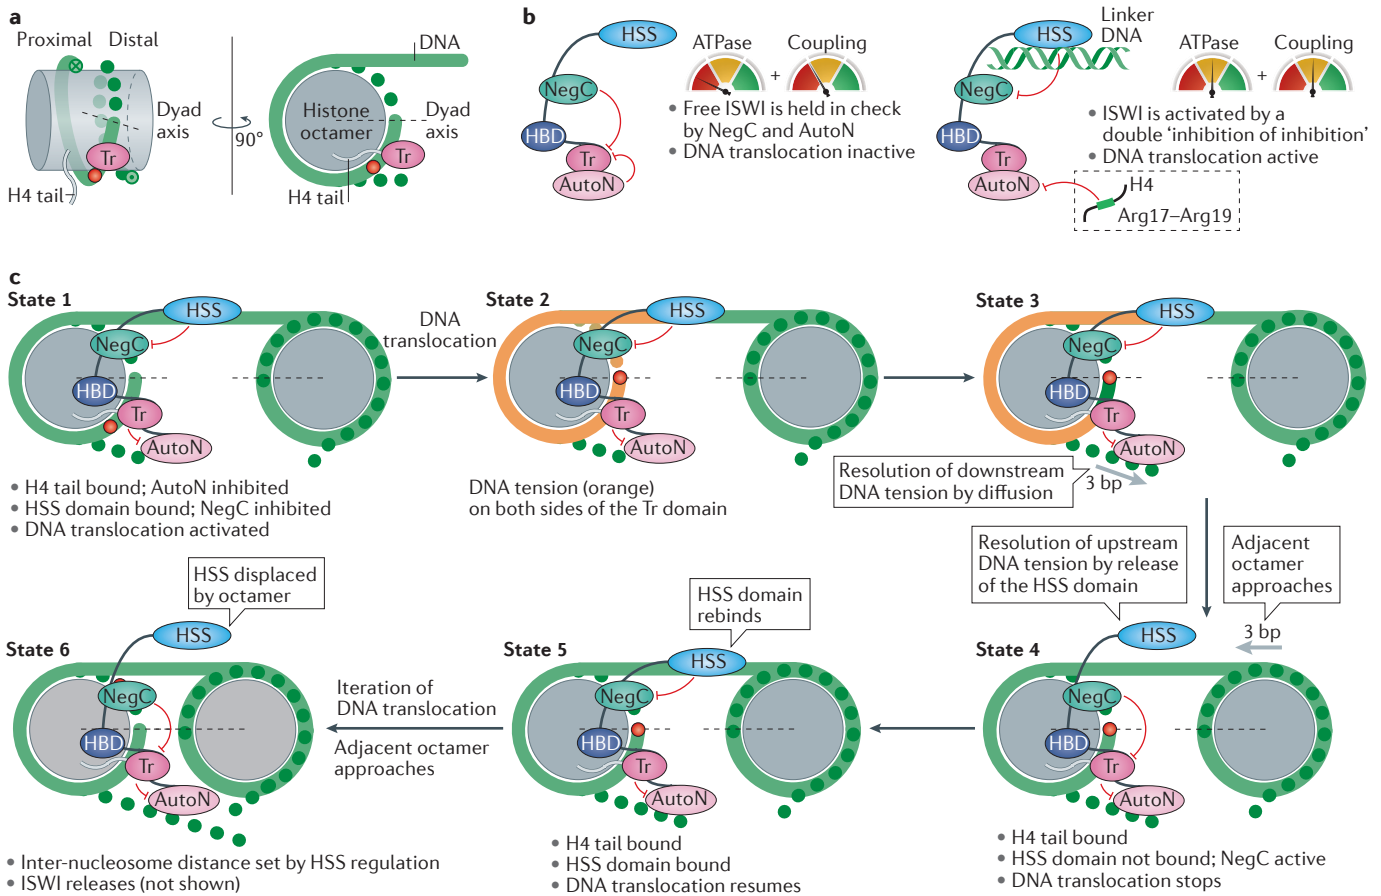 a
Proximal
Distal
Dyad
axis
Tr
H4 tail
90°
DNA
Histone
octamer
Dyad
axis
Tr
H4 tail
b
HSS
NegC
HBD
Tr
AutoN
ATPase
+
Coupling
• Free ISWI is held in check
by NegC and AutoN
• DNA translocation inactive
Linker
DNA
HSS
NegC
HBD
Tr
AutoN
H4
Arg17–Arg19
ATPase
+
Coupling
• ISWI is activated by a
double ‘inhibition of inhibition’
• DNA translocation active
c
State 1
HSS
NegC
HBD
Tr
AutoN
• H4 tail bound; AutoN inhibited
• HSS domain bound; NegC inhibited
• DNA translocation activated
DNA
translocation
State 2
HSS
NegC
HBD
Tr
AutoN
DNA tension (orange)
on both sides of the Tr domain
State 3
HSS
NegC
HBD
Tr
AutoN
Resolution of downstream
DNA tension by diffusion
3 bp
Resolution of upstream
DNA tension by release
of the HSS domain
Adjacent
octamer
approaches
3 bp
State 4
HSS
NegC
HBD
Tr
AutoN
• H4 tail bound
• HSS domain not bound; NegC active
• DNA translocation stops
HSS domain
rebinds
State 5
HSS
NegC
HBD
Tr
AutoN
• H4 tail bound
• HSS domain bound
• DNA translocation resumes
Iteration of
DNA translocation
Adjacent octamer
approaches
HSS displaced
by octamer
State 6
HSS
NegC
HBD
Tr
AutoN
• Inter-nucleosome distance set by HSS regulation
• ISWI releases (not shown)